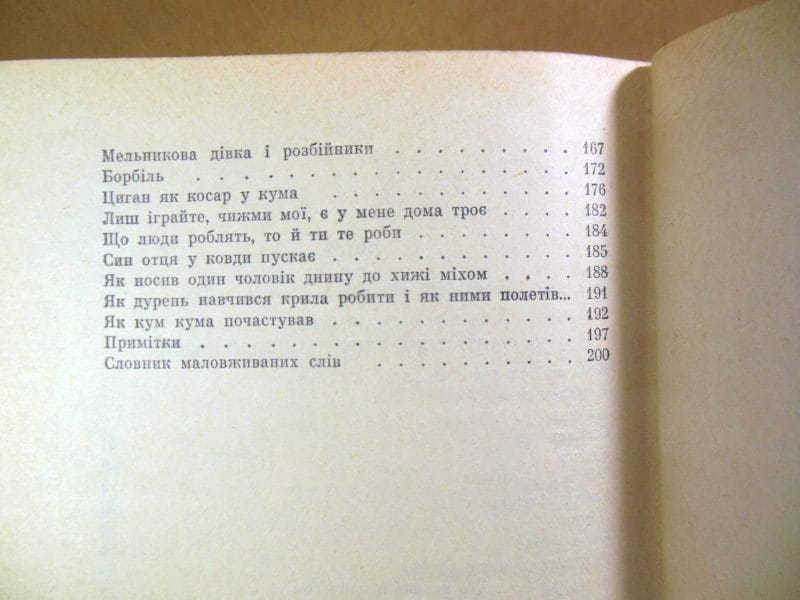 Мельникова дівка і розбійники . . . . . . . . . 167
Борбіль . . . . . . . . . . . . . . . . . . 172
Циган як косар у кума . . . . . . . . . . . . 176
Лиш іграйте, чижми мої, є у мене дома троє . . . . 182
Що люди роблять, то й ти те роби . . . . . . . . 184
Син отця у ковди пускає . . . . . . . . . . . . 185
Як носив один чоловік днину до хижі міхом . . . . 188
Як дурень навчився крила робити і як ними полетів... 191
Як кум кума почастував . . . . . . . . . . . . 192
Примітки . . . . . . . . . . . . . . . . . 197
Словник маловживаних слів . . . . . . . . . . 200